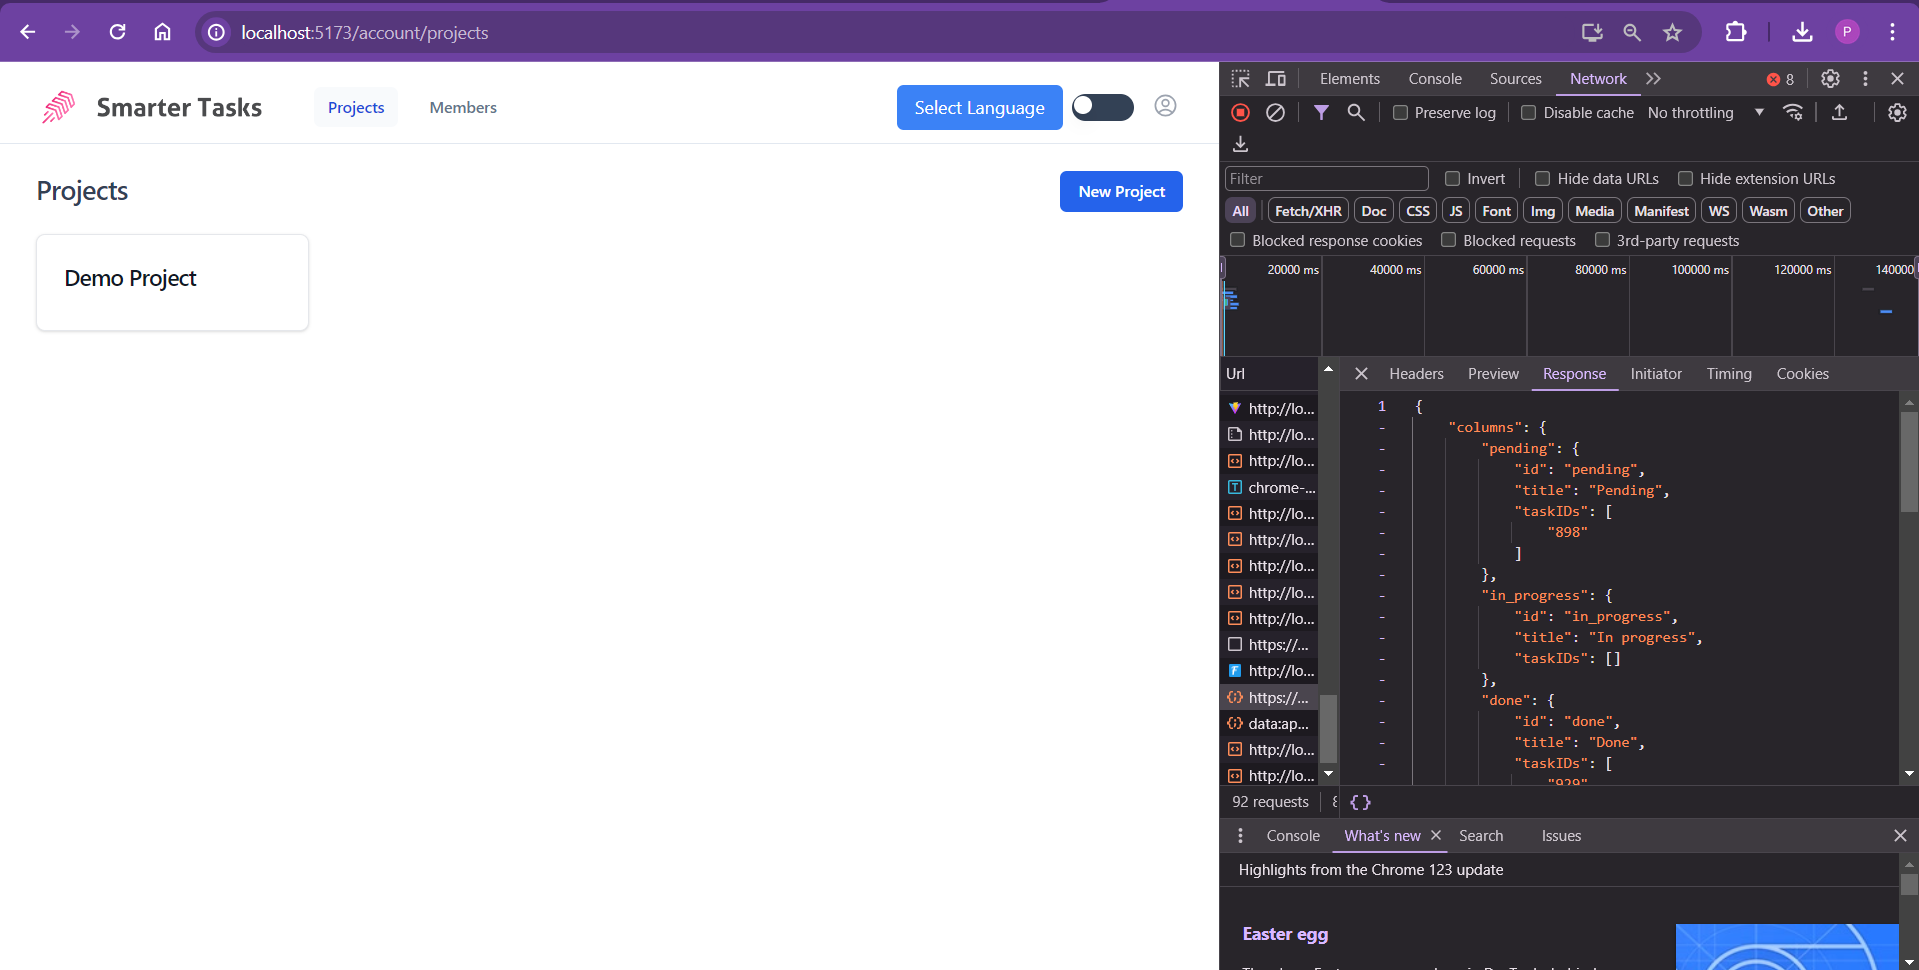 localhost:5173/account/projects
P
Smarter Tasks
Projects
Members
Select Language
Projects
New Project
Demo Project
Elements
Console
Sources
Network
8
Preserve log
Disable cache
No throttling
Filter
Invert
Hide data URLs
Hide extension URLs
All
Fetch/XHR
Doc
CSS
JS
Font
Img
Media
Manifest
WS
Wasm
Other
Blocked response cookies
Blocked requests
3rd-party requests
20000 ms
40000 ms
60000 ms
80000 ms
100000 ms
120000 ms
140000
Url
Headers
Preview
Response
Initiator
Timing
Cookies
http://lo...
http://lo...
http://lo...
chrome-...
http://lo...
http://lo...
http://lo...
http://lo...
http://lo...
https://...
http://lo...
https://...
data:ap...
http://lo...
http://lo...
1 {
- "columns": {
- "pending": {
- "id": "pending",
- "title": "Pending",
- "taskIDs": [
- "898"
- ]
- },
- "in_progress": {
- "id": "in_progress",
- "title": "In progress",
- "taskIDs": []
- },
- "done": {
- "id": "done",
- "title": "Done",
- "taskIDs": [
"929"
92 requests
{}
Console
What's new
Search
Issues
Highlights from the Chrome 123 update
Easter egg